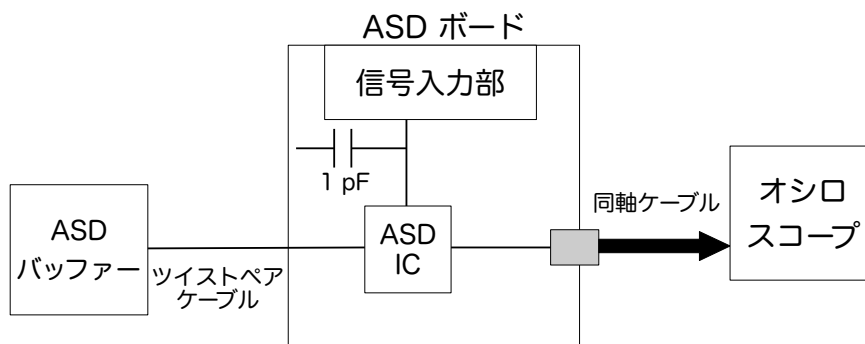 ASD ボード
信号入力部
1 pF
ASD
バッファー
ツイストペア
ケーブル
ASD
IC
同軸ケーブル
オシロ
スコープ